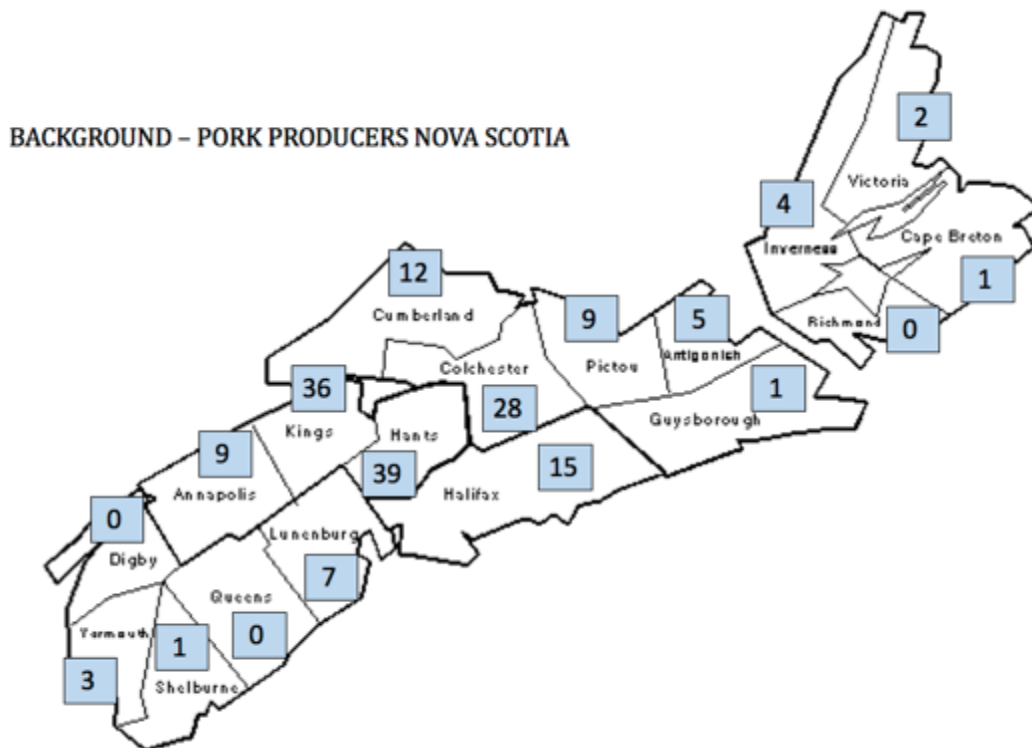 BACKGROUND – PORK PRODUCERS NOVA SCOTIA
2
Victoria
4
Inverness
Cape Breton
1
Richmond
0
12
Cumberland
9
5
Pictou
Antigonish
Colchester
28
1
Guysborough
36
Kings
Hants
39
15
Halifax
9
Annapolis
0
Digby
Lunenburg
7
Queens
0
Yarmouth
1
3
Shelburne